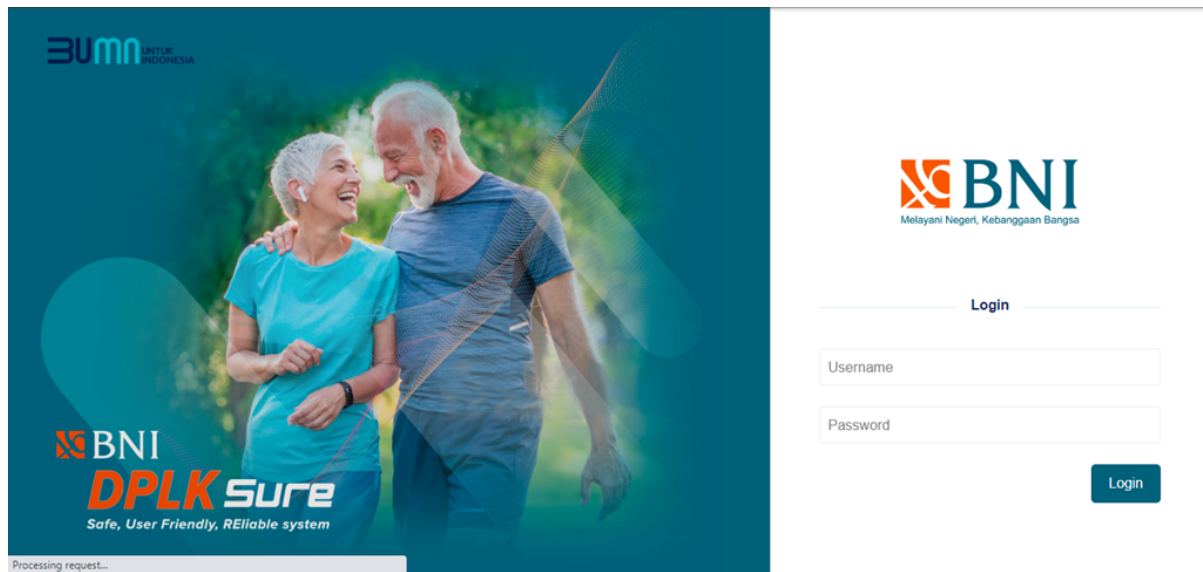 BUMN UNTUK
INDONESIA
BNI
DPLK Sure
Safe, User Friendly, REliable system
Processing request...
BNI
Melayani Negeri, Kebanggaan Bangsa
Login
Username
Password
Login